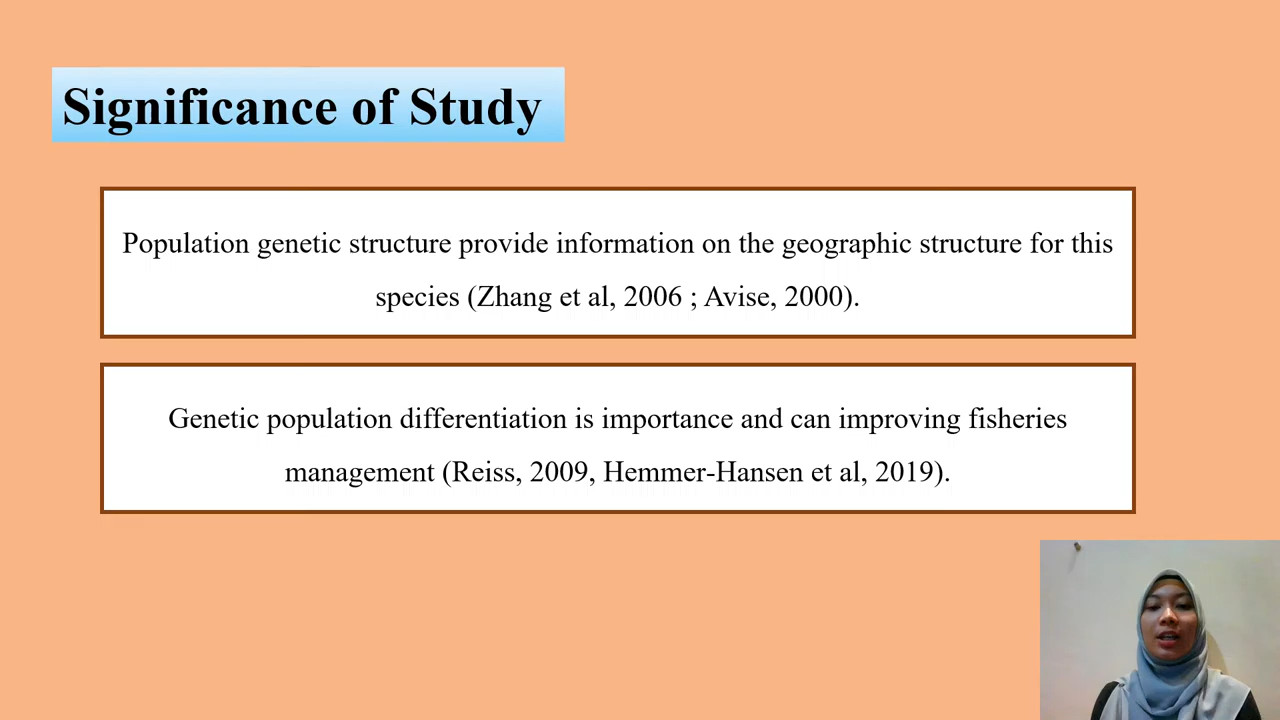 Significance of Study
Population genetic structure provide information on the geographic structure for this
species (Zhang et al, 2006 ; Avise, 2000).
Genetic population differentiation is importance and can improving fisheries
management (Reiss, 2009, Hemmer-Hansen et al, 2019).